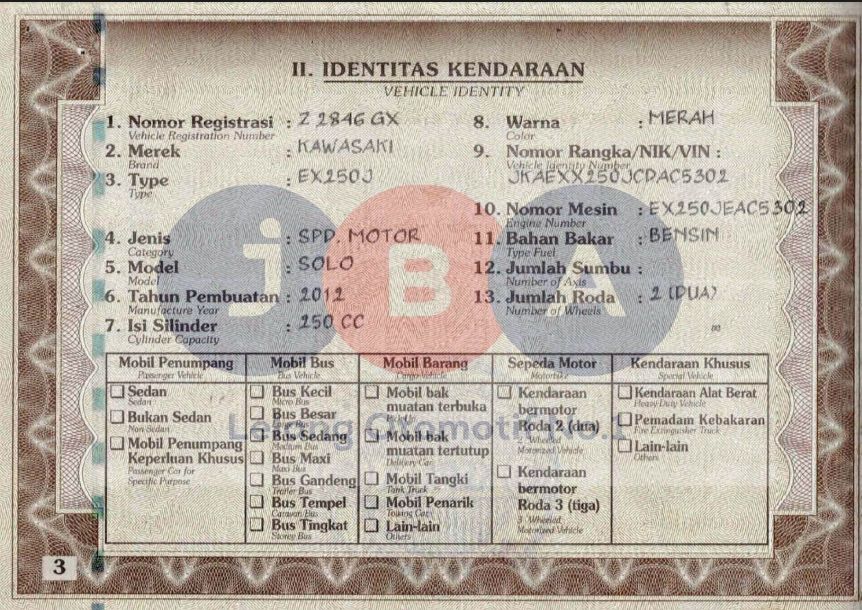 II. IDENTITAS KENDARAAN
VEHICLE IDENTITY
1. Nomor Registrasi : Z 2846 GX
Vehicle Registration Number
2. Merek : KAWASAKI
Brand
3. Type : EX250J
Type
4. Jenis : SPD. MOTOR
Category
5. Model : SOLO
Model
6. Tahun Pembuatan : 2012
Manufacture Year
7. Isi Silinder : 250 CC
Cylinder Capacity
8. Warna : MERAH
Color
9. Nomor Rangka/NIK/VIN :
Vehicle Identity Number
JKAEXX250JCDAC5302
10. Nomor Mesin : EX250JEAC5302
Engine Number
11. Bahan Bakar : BENSIN
Type Fuel
12. Jumlah Sumbu :
Number of Axis
13. Jumlah Roda : 2 (DUA)
Number of Wheels
jBA
Lelang Otomotif No.1
Mobil Penumpang
Passenger Vehicle
Sedan
Sedan
Bukan Sedan
Non Sedan
Mobil Penumpang
Keperluan Khusus
Passenger Car for
Specific Purpose
Mobil Bus
Bus Vehicle
Bus Kecil
Micro Bus
Bus Besar
Bus Sedang
Medium Bus
Bus Maxi
Maxi Bus
Bus Gandeng
Trailer Bus
Bus Tempel
Caravan Bus
Bus Tingkat
Storey Bus
Mobil Barang
Cargo Vehicle
Mobil bak
muatan terbuka
Mobil bak
muatan tertutup
Delivery Car
Mobil Tangki
Tank Truck
Mobil Penarik
Towing Car
Lain-lain
Others
Sepeda Motor
Motorbike
Kendaraan
bermotor
Roda 2 (dua)
2 Wheeled
Motorized Vehicle
Kendaraan
bermotor
Roda 3 (tiga)
3 Wheeled
Motorized Vehicle
Kendaraan Khusus
Special Vehicle
Kendaraan Alat Berat
Heavy Duty Vehicle
Pemadam Kebakaran
Fire Extinguisher Truck
Lain-lain
Others
3